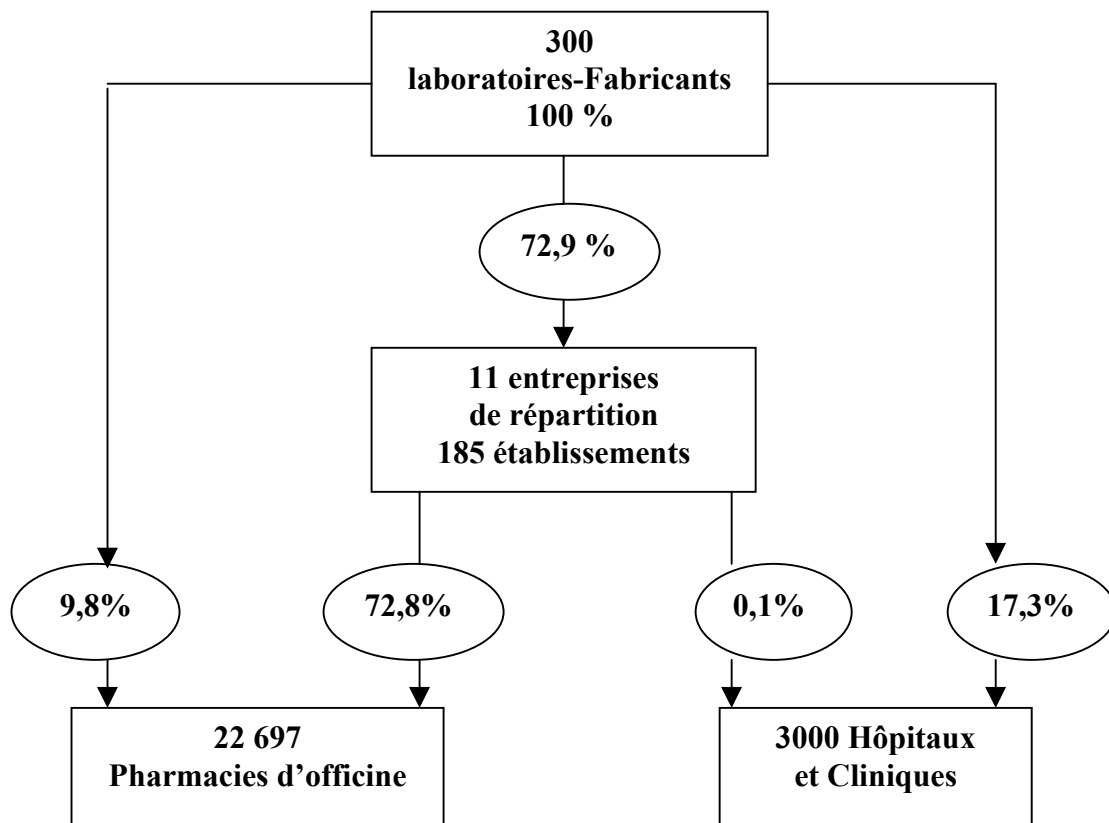 300
laboratoires-Fabricants
100 %
72,9 %
11 entreprises
de répartition
185 établissements
9,8%
72,8%
0,1%
17,3%
22 697
Pharmacies d’officine
3000 Hôpitaux
et Cliniques